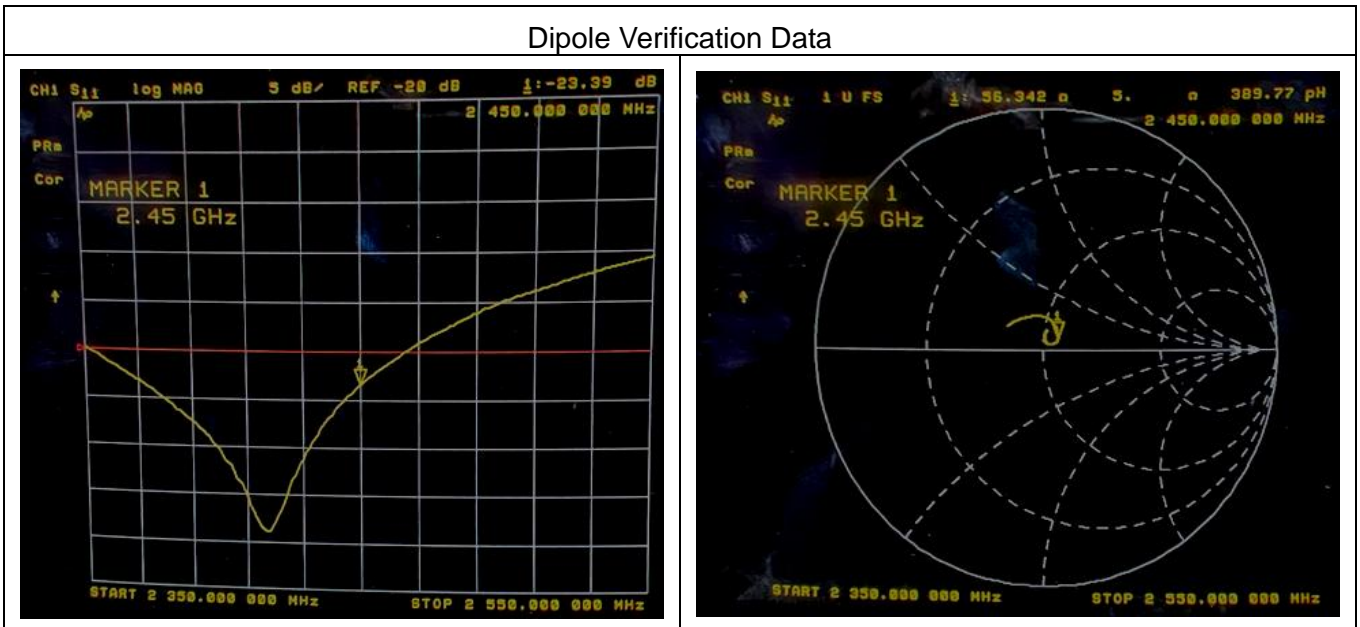 Dipole Verification Data
CH1 S11 log MAG 5 dB/ REF -20 dB 1:-23.39 dB
2 450.000 000 MHz
PRm
Cor
MARKER 1
2.45 GHz
1
START 2 350.000 000 MHz STOP 2 550.000 000 MHz
CH1 S11 1 U FS 1: 56.342 Ω 5. Ω 389.77 pH
2 450.000 000 MHz
PRm
Cor
MARKER 1
2.45 GHz
1
START 2 350.000 000 MHz STOP 2 550.000 000 MHz